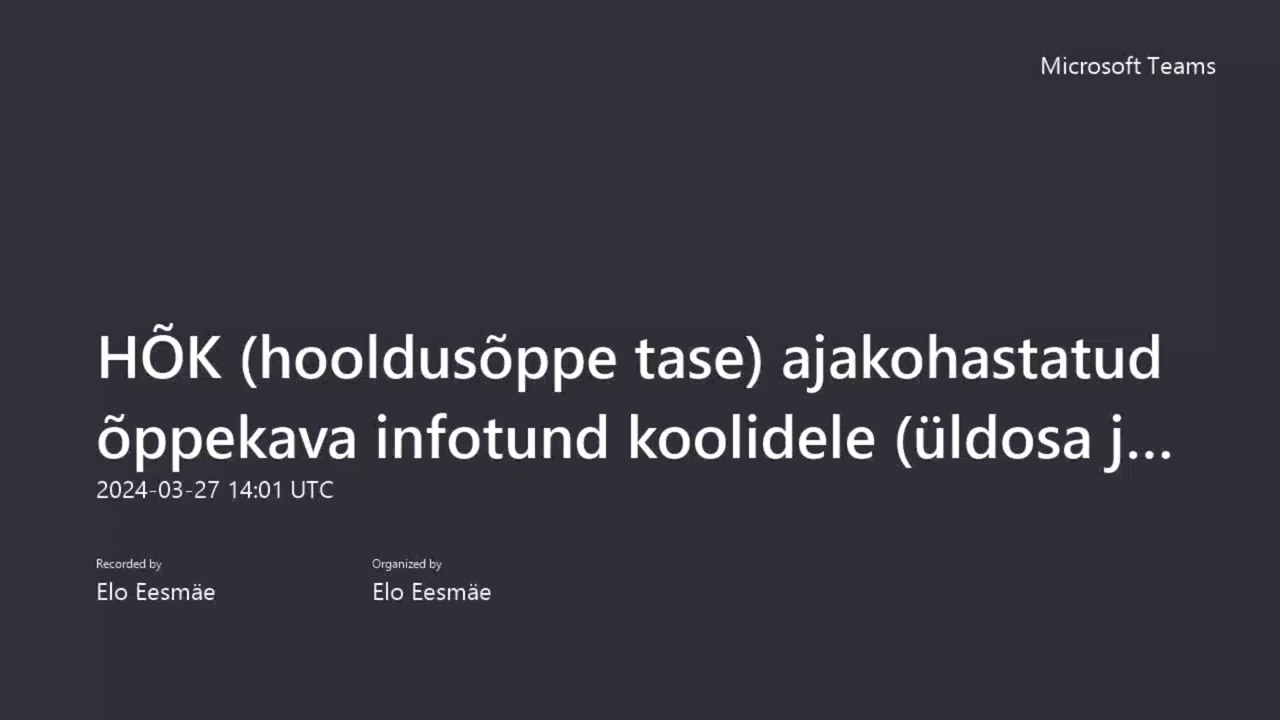 Microsoft Teams
HÕK (hooldusõppe tase) ajakohastatud
õppekava infotund koolidele (üldosa j...
2024-03-27 14:01 UTC
Recorded by
Elo Eesmäe
Organized by
Elo Eesmäe